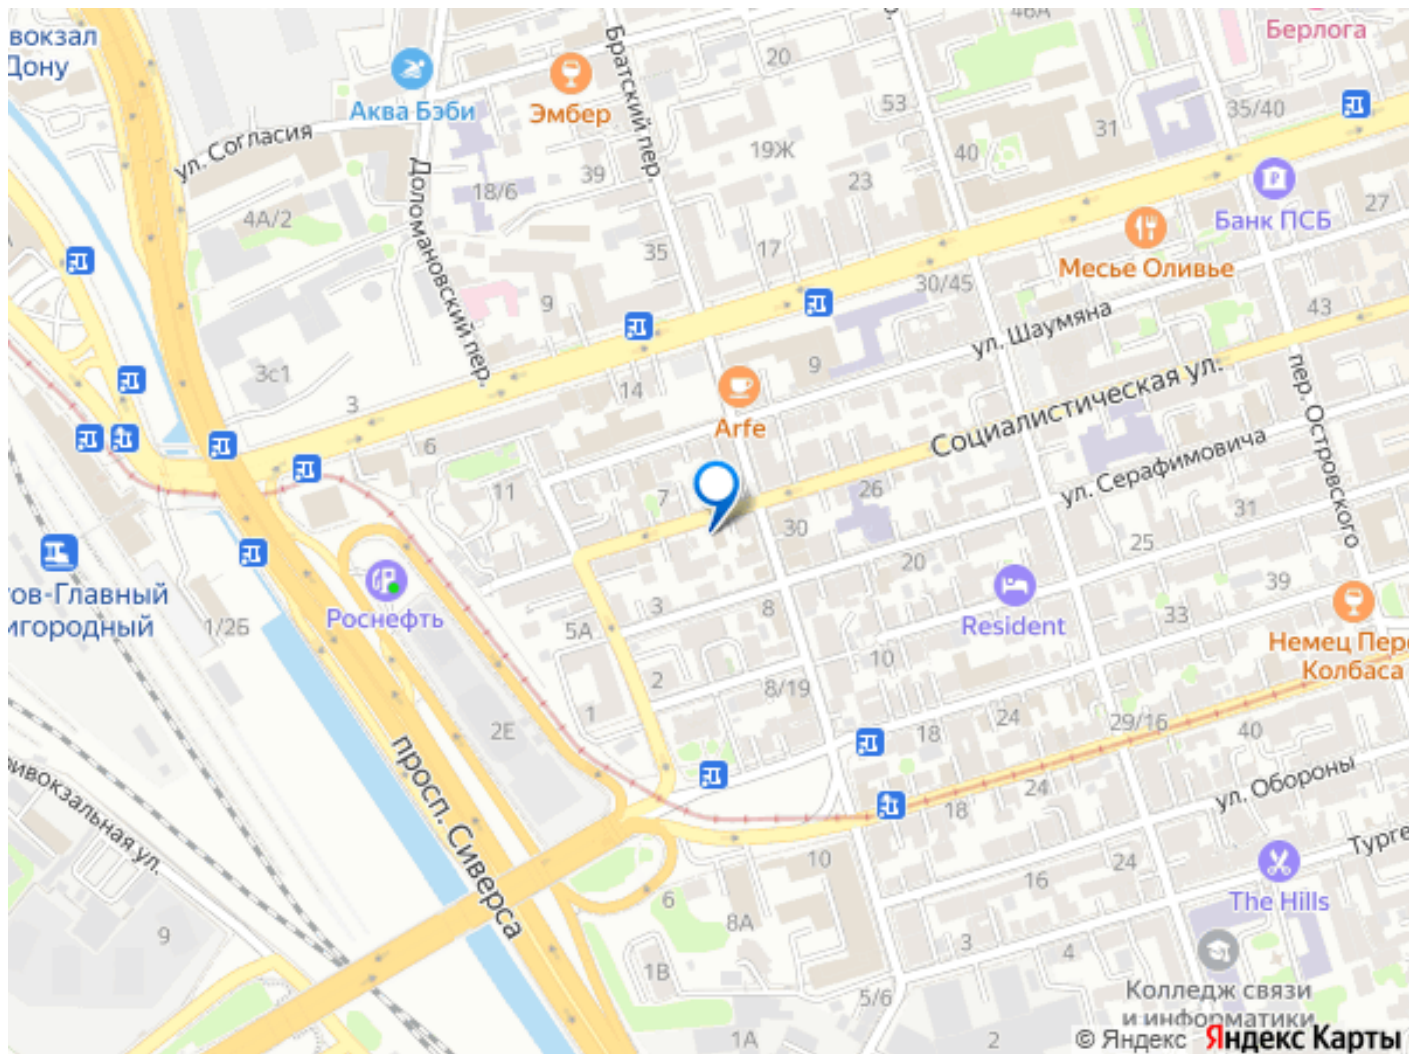 вокзал
Дону
Аква Бэби
Эмбер
Братский пер.
20
46А
Берлога
35/40
53
31
40
19Ж
23
39
18/6
ул. Согласия
4А/2
Доломановский пер.
35
17
9
30/45
Банк ПСБ
27
Месье Оливье
43
ул. Шаумяна
Социалистическая ул.
пер. Островского
3с1
3
14
9
6
Arfe
11
7
26
30
ул. Серафимовича
31
25
20
39
33
ов-Главный
игородный
1/2Б
Роснефть
5А
3
8
Resident
10
Немец Перо
Колбаса
2
8/19
1
2Е
24
18
29/16
40
просп. Сиверса
ривокзальная ул.
ул. Обороны
24
18
Турге
10
24
16
The Hills
6
8А
9
1В
3
4
5/6
Колледж связи
и информатики
1А
2
© Яндекс Яндекс Карты